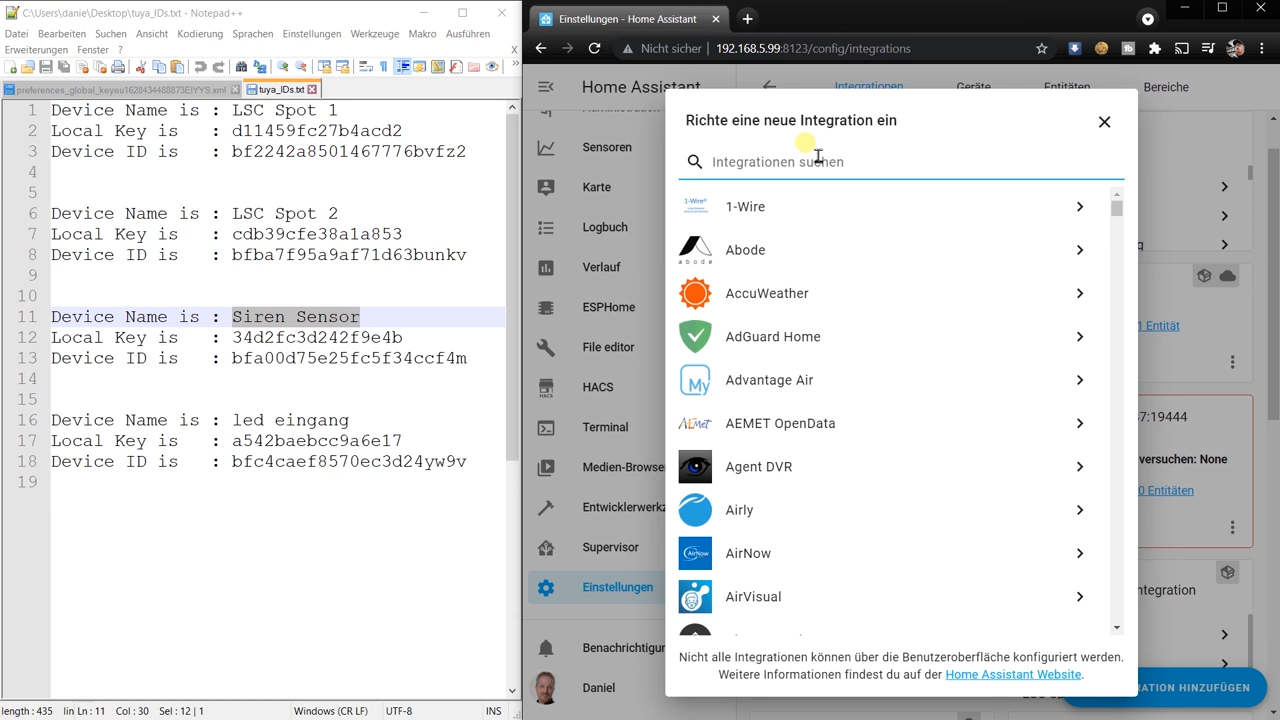 C:\Users\danie\Desktop\tuya_IDs.txt - Notepad++
Datei Bearbeiten Suchen Ansicht Kodierung Sprachen Einstellungen Werkzeuge Makro Ausführen
Erweiterungen Fenster ? X
preferences_global_keyeu1628434488873EIYYS.xml tuya_IDs.txt
1 Device Name is : LSC Spot 1
2 Local Key is : d11459fc27b4acd2
3 Device ID is : bf2242a8501467776bvfz2
4
5
6 Device Name is : LSC Spot 2
7 Local Key is : cdb39cfe38a1a853
8 Device ID is : bfba7f95a9af71d63bunkv
9
10
11 Device Name is : Siren Sensor
12 Local Key is : 34d2fc3d242f9e4b
13 Device ID is : bfa00d75e25fc5f34ccf4m
14
15
16 Device Name is : led eingang
17 Local Key is : a542baebcc9a6e17
18 Device ID is : bfc4caef8570ec3d24yw9v
19
length : 435 lin Ln : 11 Col : 30 Sel : 12 | 1 Windows (CR LF) UTF-8 INS
Einstellungen - Home Assistant
Nicht sicher 192.168.5.99:8123/config/integrations
Home Assistant
Integrationen Geräte Entitäten Bereiche
Sensoren
Karte
Logbuch
Verlauf
ESPHome
File editor
HACS
Terminal
Medien-Browse
Entwicklerwerkz
Supervisor
Einstellungen
Benachrichtigun
Daniel
Richte eine neue Integration ein
Integrationen suchen
1-Wire
Abode
AccuWeather
AdGuard Home
Advantage Air
AEMET OpenData
Agent DVR
Airly
AirNow
AirVisual
Nicht alle Integrationen können über die Benutzeroberfläche konfiguriert werden.
Weitere Informationen findest du auf der Home Assistant Website.
1 Entität
7:19444
versuchen: None
0 Entitäten
ntegration
RATION HINZUFÜGEN